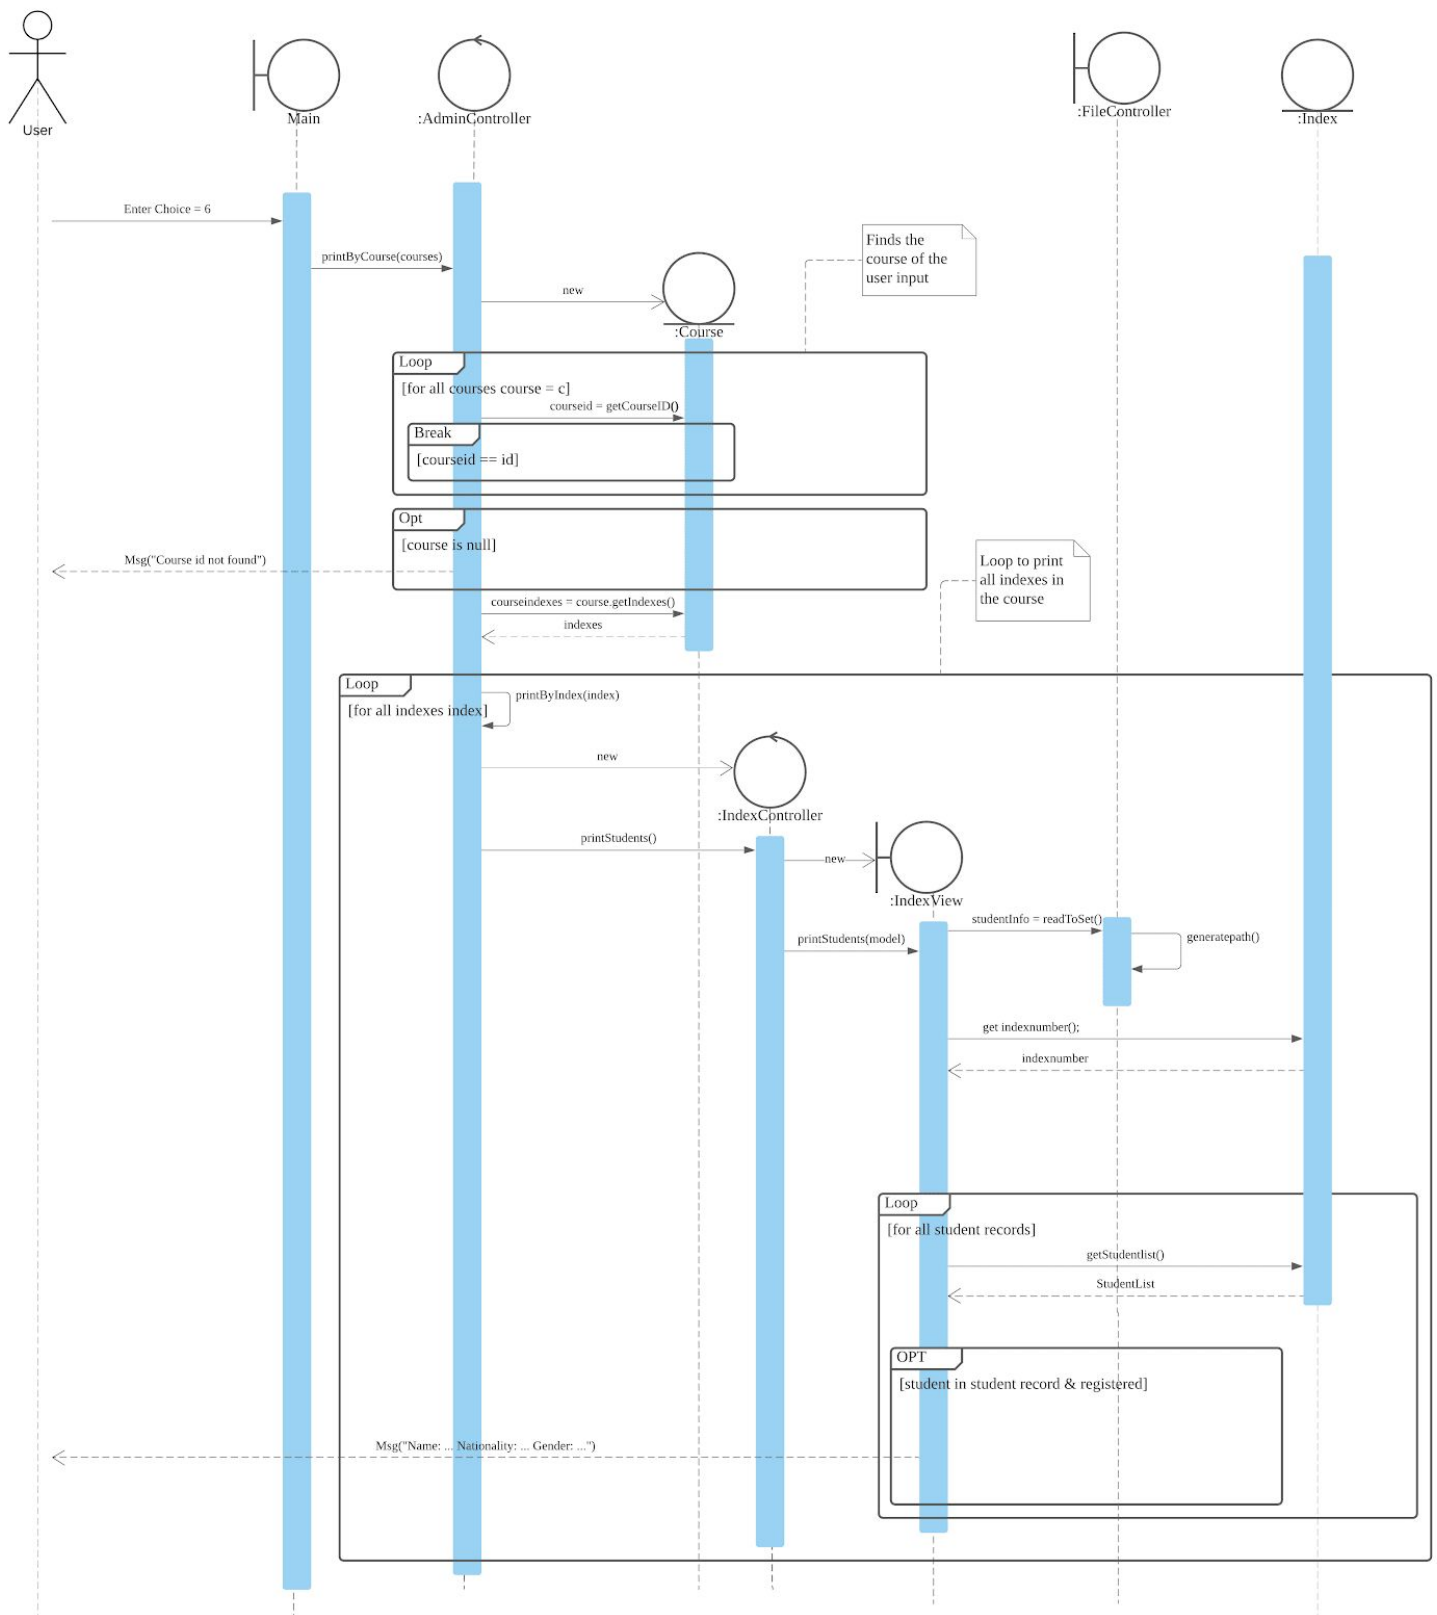 User
Main
:AdminController
:FileController
:Index
Enter Choice = 6
printByCourse(courses)
new
:Course
Finds the
course of the
user input
Loop
[for all courses course = c]
courseid = getCourseID()
Break
[courseid == id]
Opt
[course is null]
Msg("Course id not found")
courseindexes = course.getIndexes()
indexes
Loop to print
all indexes in
the course
Loop
[for all indexes index]
printByIndex(index)
new
:IndexController
printStudents()
new
:IndexView
studentInfo = readToSet()
generatepath()
printStudents(model)
get indexnumber();
indexnumber
Loop
[for all student records]
getStudentlist()
StudentList
OPT
[student in student record & registered]
Msg("Name: ... Nationality: ... Gender: ...")